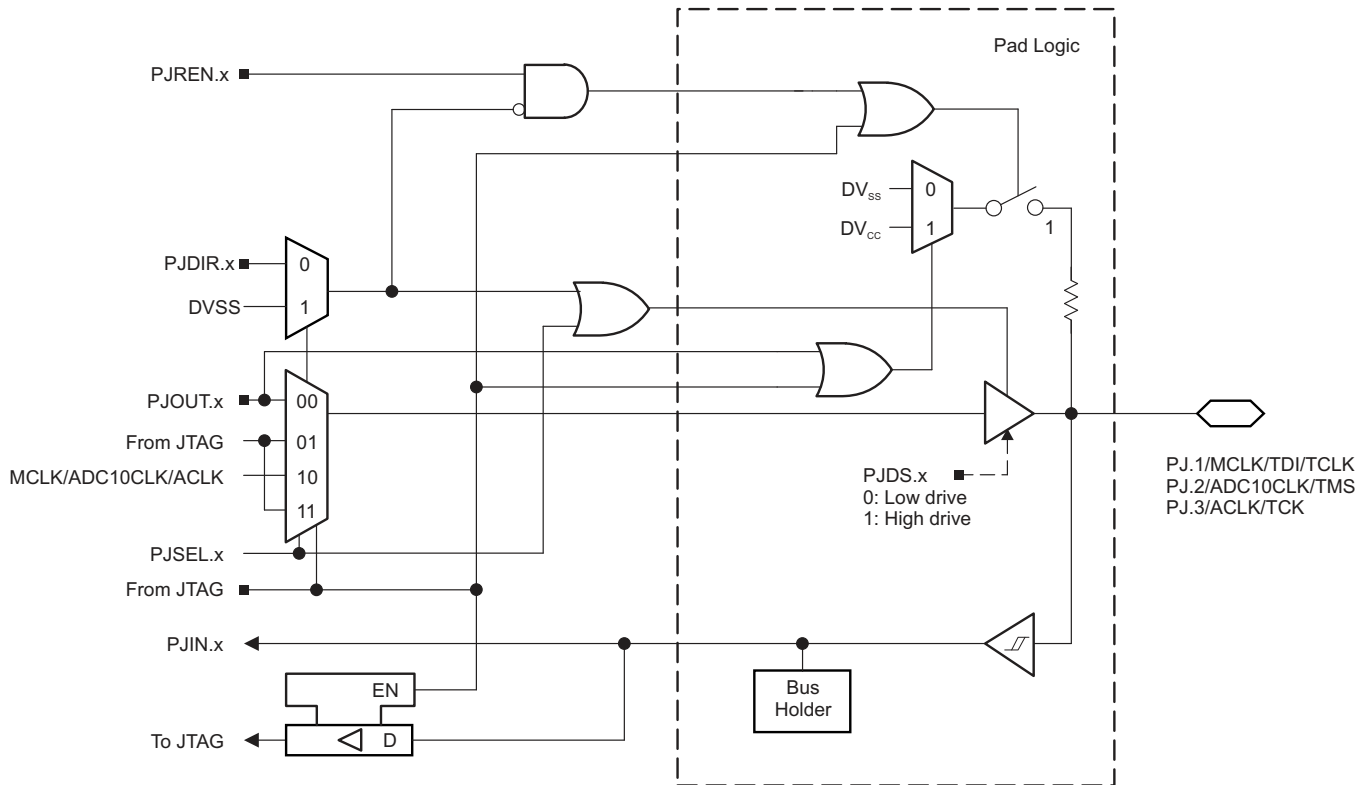 Pad Logic
PJREN.x
DVSS 0
DVCC 1
1
PJDIR.x 0
DVSS 1
PJOUT.x 00
From JTAG 01
MCLK/ADC10CLK/ACLK 10
11
PJDS.x
0: Low drive
1: High drive
PJ.1/MCLK/TDI/TCLK
PJ.2/ADC10CLK/TMS
PJ.3/ACLK/TCK
PJSEL.x
From JTAG
PJIN.x
EN
Bus
Holder
To JTAG D